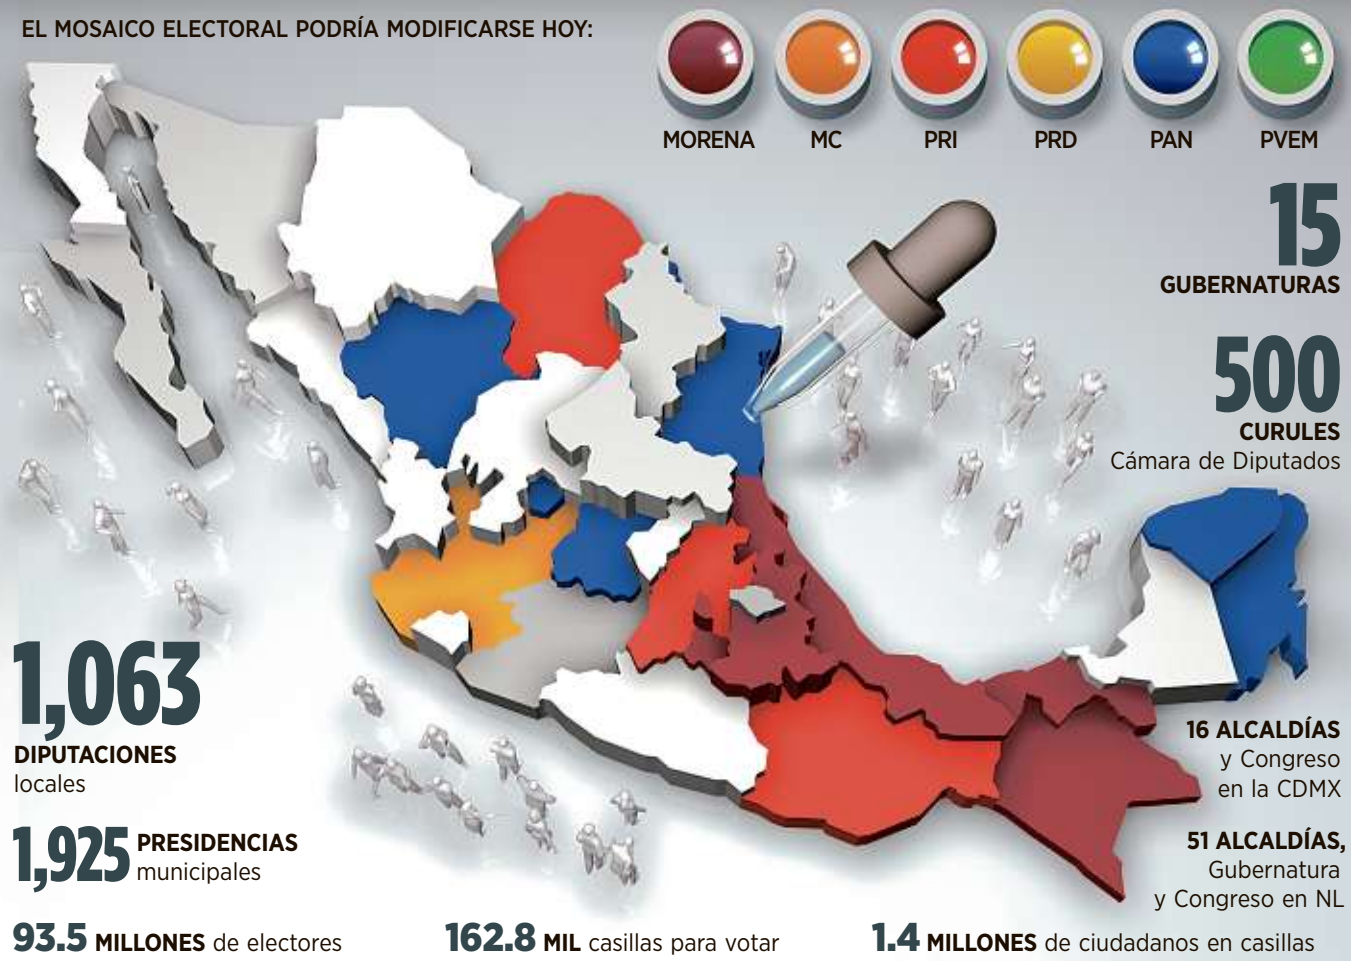 EL MOSAICO ELECTORAL PODRÍA MODIFICARSE HOY:
MORENA
MC
PRI
PRD
PAN
PVEM
15
GUBERNATURAS
500
CURULES
Cámara de Diputados
1,063
DIPUTACIONES
locales
1,925 PRESIDENCIAS
municipales
16 ALCALDÍAS
y Congreso
en la CDMX
51 ALCALDÍAS,
Gubernatura
y Congreso en NL
93.5 MILLONES de electores
162.8 MIL casillas para votar
1.4 MILLONES de ciudadanos en casillas